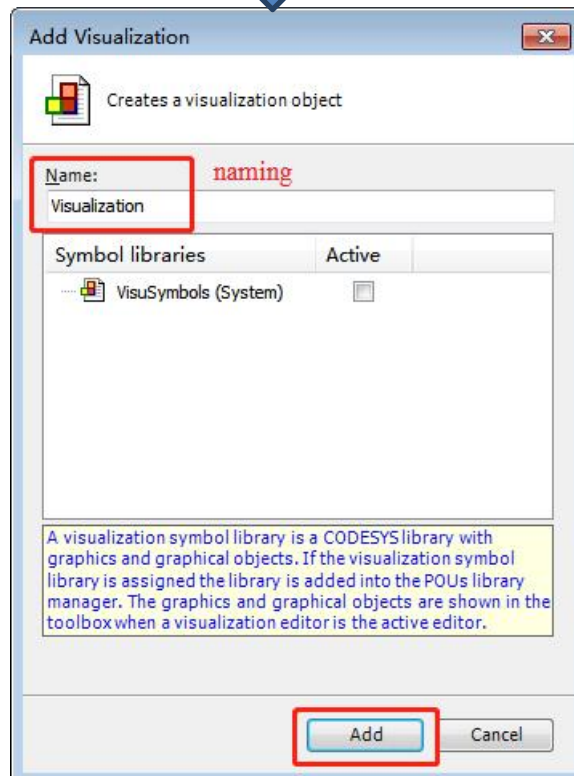 Add Visualization
Creates a visualization object
Name:
naming
Visualization
Symbol libraries Active
VisuSymbols (System)
A visualization symbol library is a CODESYS library with
graphics and graphical objects. If the visualization symbol
library is assigned the library is added into the POUs library
manager. The graphics and graphical objects are shown in the
toolbox when a visualization editor is the active editor.
Add Cancel